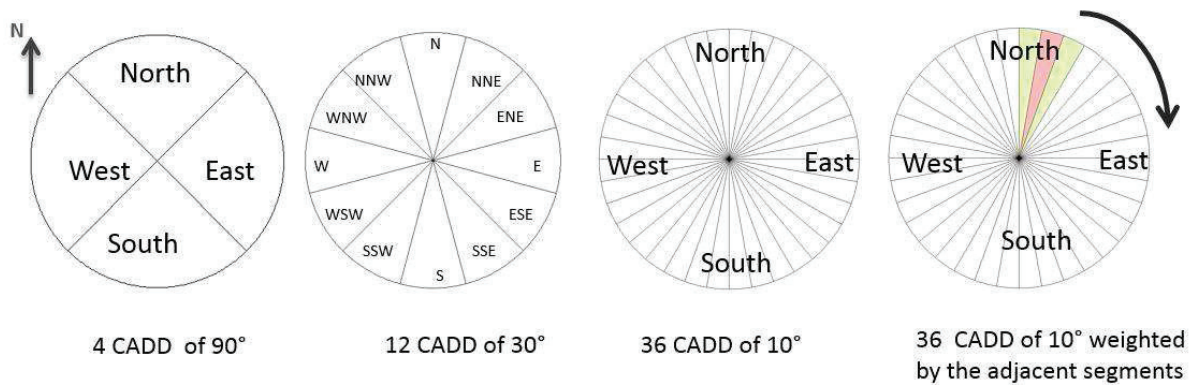 N
North
West
East
South
4 CADD of 90°
N
NNW
NNE
WNW
ENE
W
E
WSW
ESE
SSW
SSE
S
12 CADD of 30°
North
West
East
South
36 CADD of 10°
North
West
East
South
36 CADD of 10° weighted
by the adjacent segments